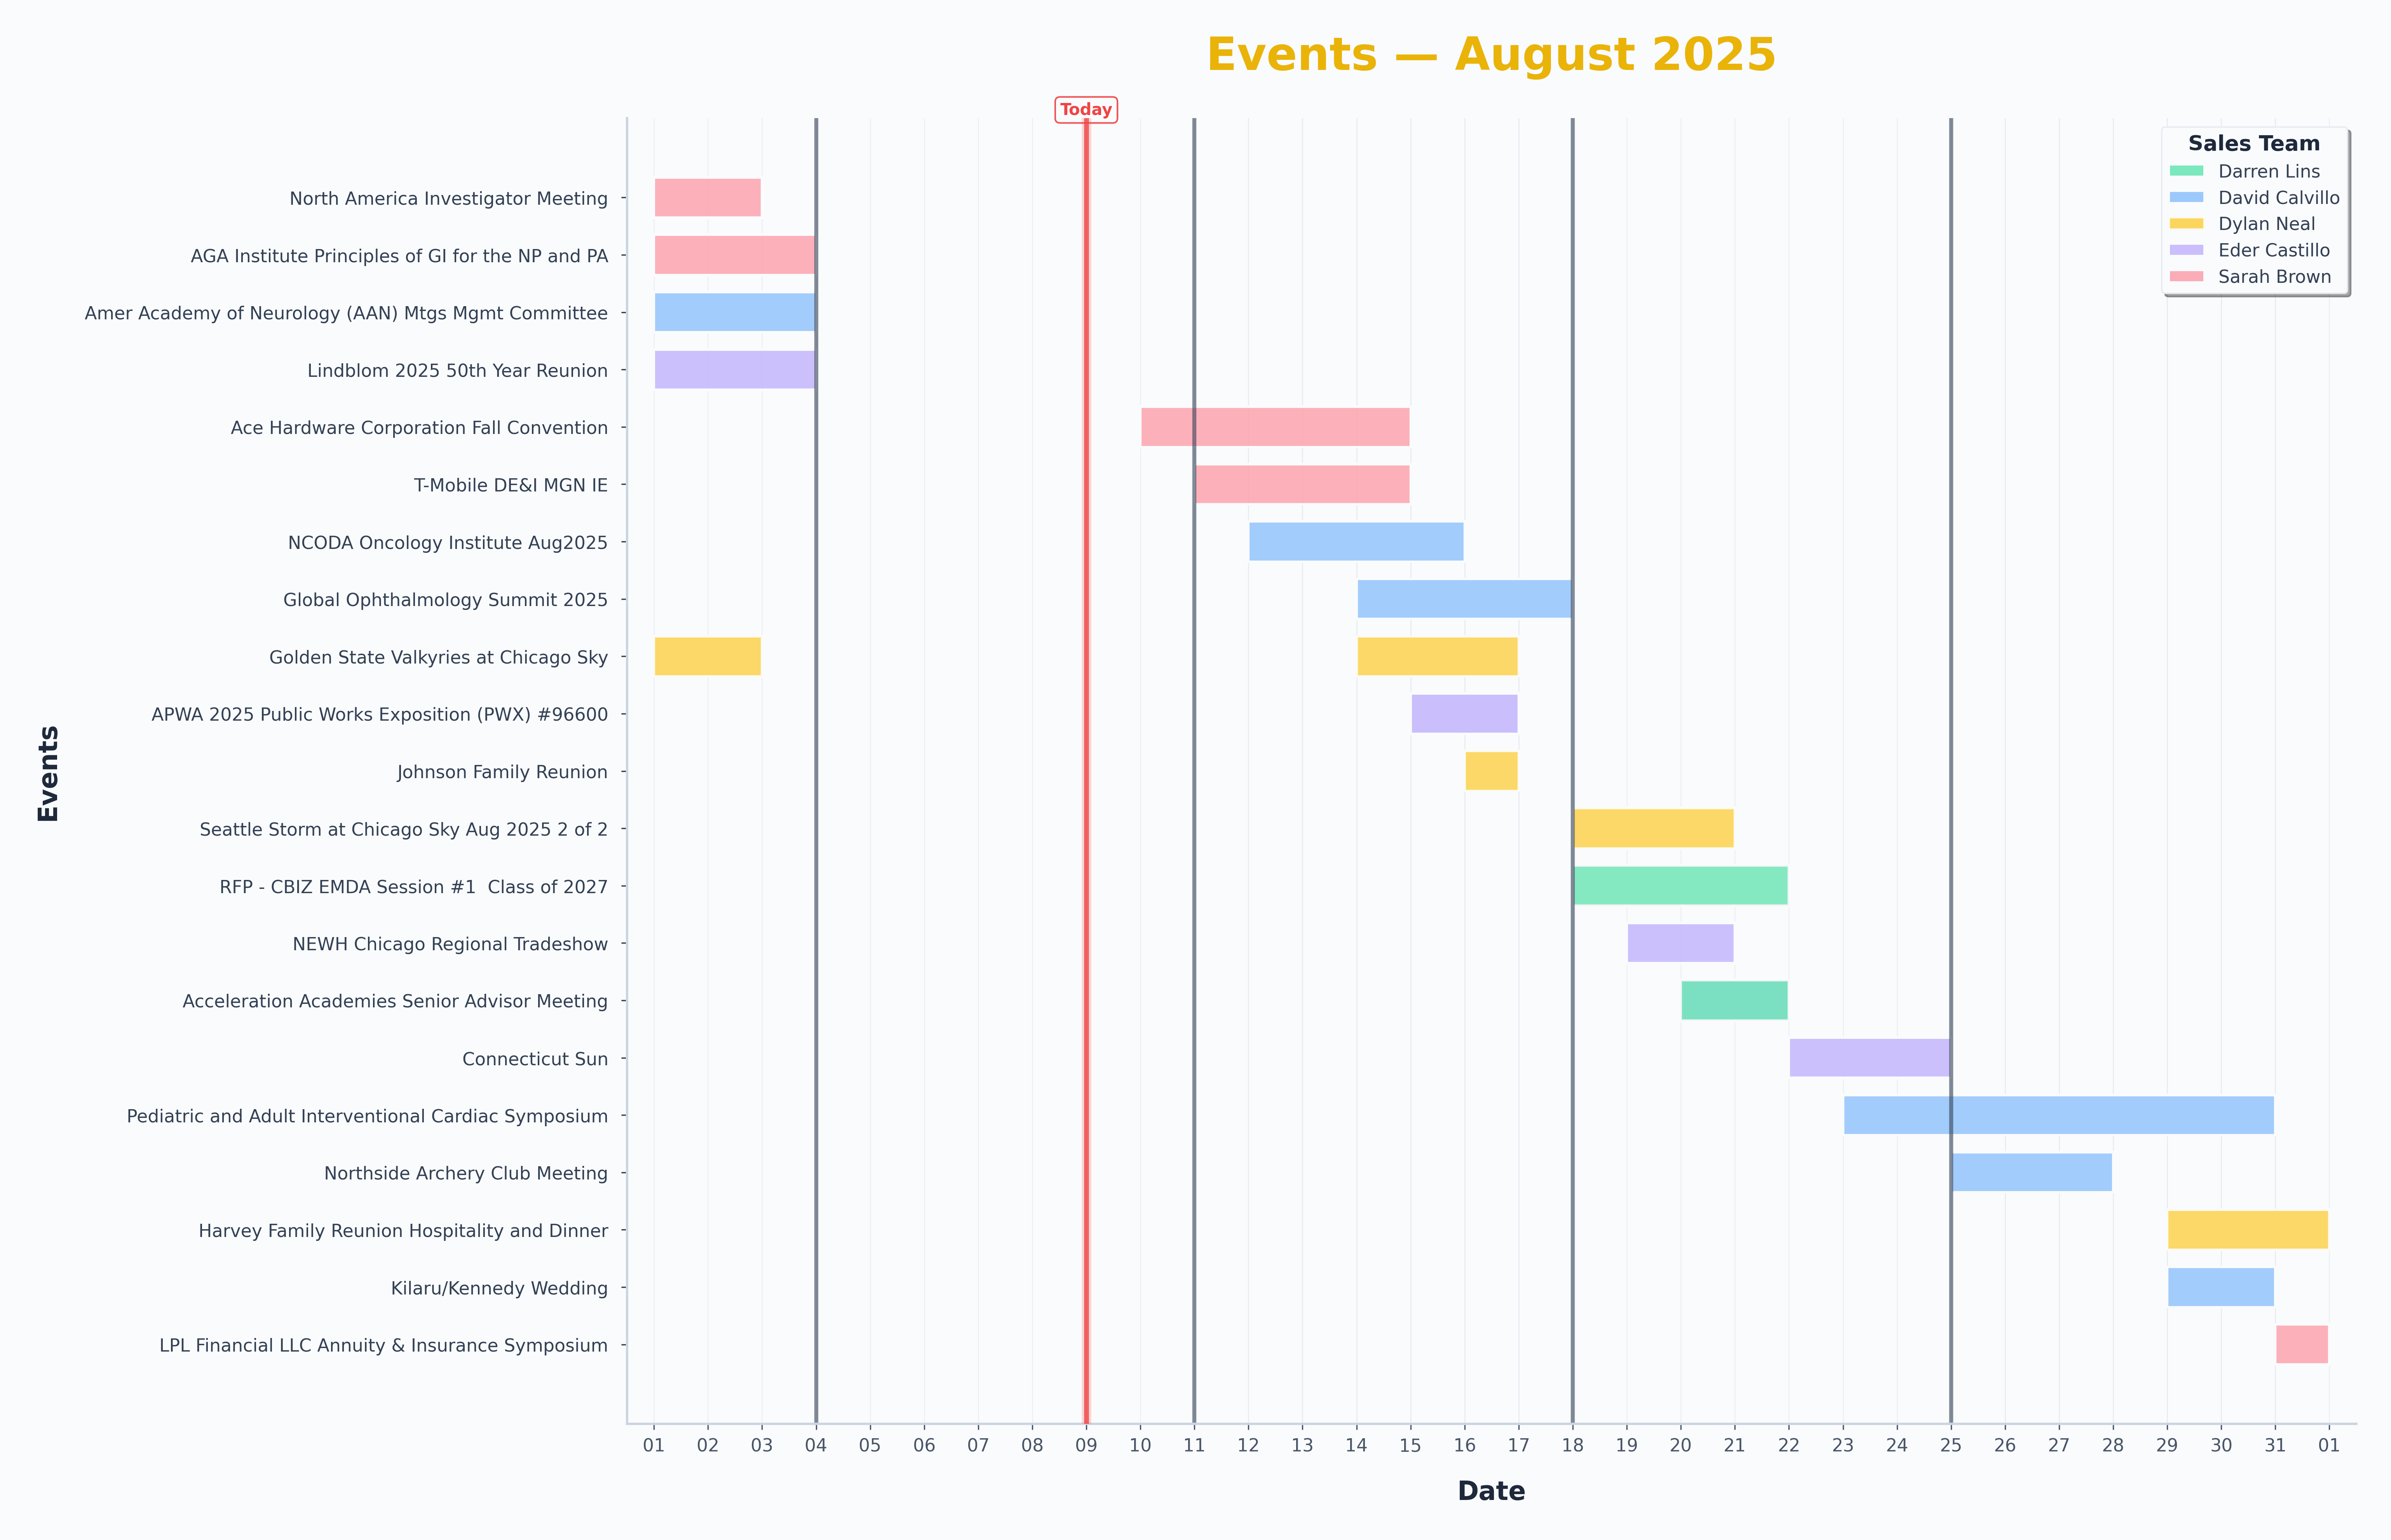 Events — August 2025
Today
Sales Team
Darren Lins
David Calvillo
Dylan Neal
Eder Castillo
Sarah Brown
North America Investigator Meeting
AGA Institute Principles of GI for the NP and PA
Amer Academy of Neurology (AAN) Mtgs Mgmt Committee
Lindblom 2025 50th Year Reunion
Ace Hardware Corporation Fall Convention
T-Mobile DE&I MGN IE
NCODA Oncology Institute Aug2025
Global Ophthalmology Summit 2025
Golden State Valkyries at Chicago Sky
APWA 2025 Public Works Exposition (PWX) #96600
Johnson Family Reunion
Seattle Storm at Chicago Sky Aug 2025 2 of 2
RFP - CBIZ EMDA Session #1  Class of 2027
NEWH Chicago Regional Tradeshow
Acceleration Academies Senior Advisor Meeting
Connecticut Sun
Pediatric and Adult Interventional Cardiac Symposium
Northside Archery Club Meeting
Harvey Family Reunion Hospitality and Dinner
Kilaru/Kennedy Wedding
LPL Financial LLC Annuity & Insurance Symposium
Events
01 02 03 04 05 06 07 08 09 10 11 12 13 14 15 16 17 18 19 20 21 22 23 24 25 26 27 28 29 30 31 01
Date